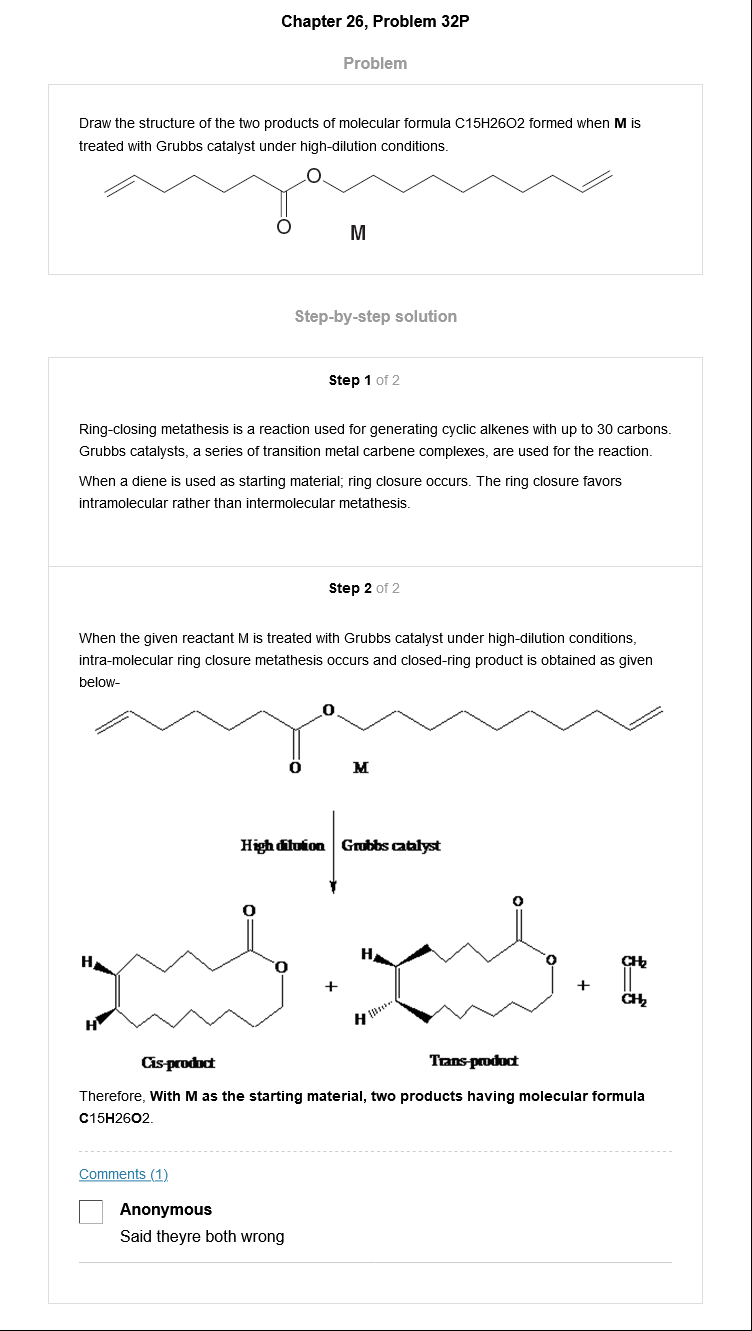 Chapter 26, Problem 32P
Problem
Draw the structure of the two products of molecular formula C15H26O2 formed when M is
treated with Grubbs catalyst under high-dilution conditions.
O
O
M
Step-by-step solution
Step 1 of 2
Ring-closing metathesis is a reaction used for generating cyclic alkenes with up to 30 carbons.
Grubbs catalysts, a series of transition metal carbene complexes, are used for the reaction.
When a diene is used as starting material; ring closure occurs. The ring closure favors
intramolecular rather than intermolecular metathesis.
Step 2 of 2
When the given reactant M is treated with Grubbs catalyst under high-dilution conditions,
intra-molecular ring closure metathesis occurs and closed-ring product is obtained as given
below-
O
O
M
High dilution Grubbs catalyst
O
O
H
O
H
O
CH2
+
+
H
H
CH2
Cis-product
Trans-product
Therefore, With M as the starting material, two products having molecular formula
C15H26O2.
Comments (1)
Anonymous
Said theyre both wrong